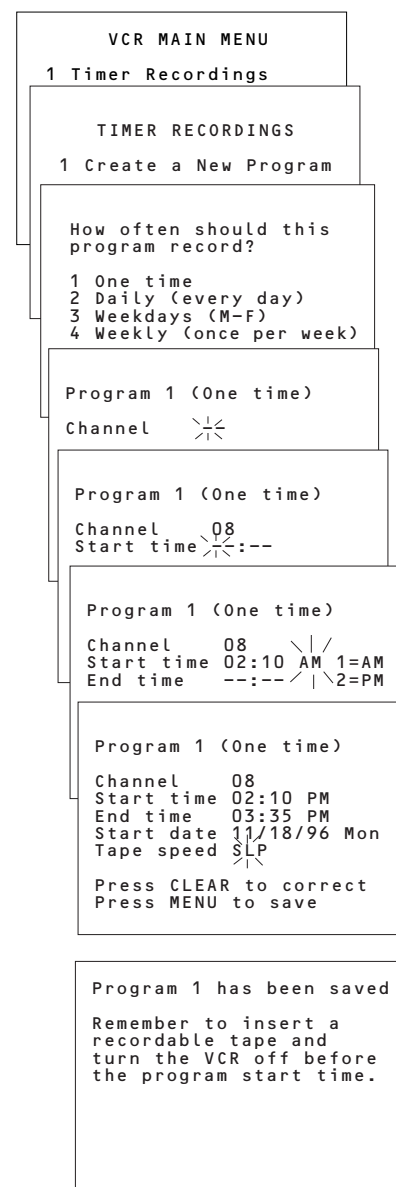 VCR MAIN MENU
1 Timer Recordings
TIMER RECORDINGS
1 Create a New Program
How often should this
program record?
1 One time
2 Daily (every day)
3 Weekdays (M-F)
4 Weekly (once per week)
Program 1 (One time)
Channel --
Program 1 (One time)
Channel 08
Start time --:--
Program 1 (One time)
Channel 08
Start time 02:10 AM 1=AM
End time --:-- 2=PM
Program 1 (One time)
Channel 08
Start time 02:10 PM
End time 03:35 PM
Start date 11/18/96 Mon
Tape speed SLP
Press CLEAR to correct
Press MENU to save
Program 1 has been saved
Remember to insert a
recordable tape and
turn the VCR off before
the program start time.